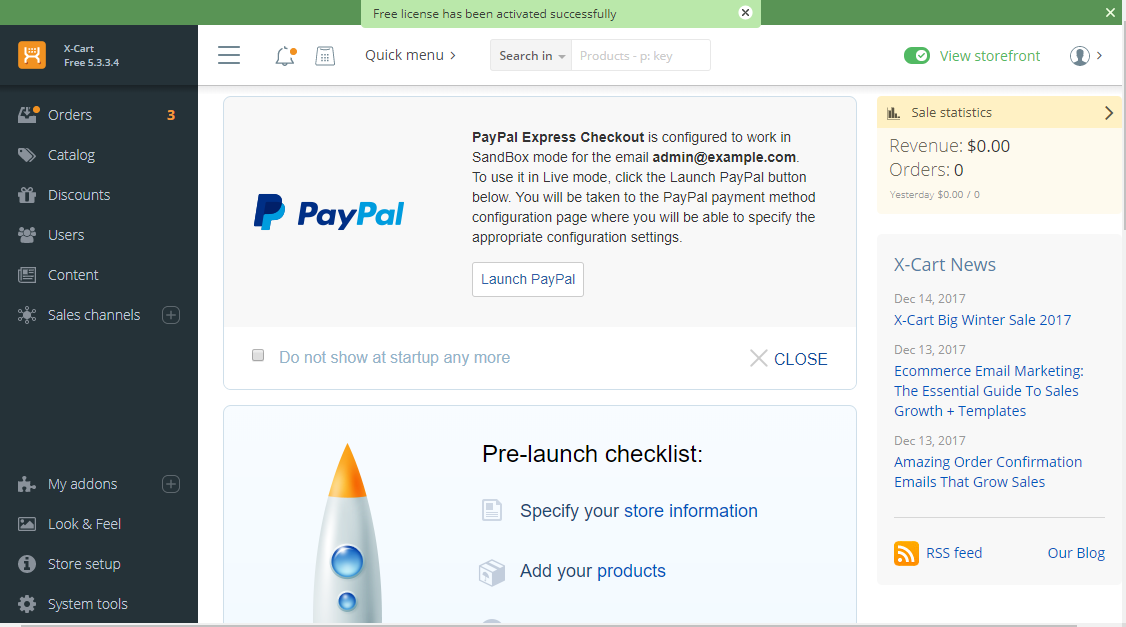 Free license has been activated successfully
X-Cart
Free 5.3.3.4
Quick menu
Search in
Products - p: key
View storefront
Orders
3
Catalog
Discounts
Users
Content
Sales channels
My addons
Look & Feel
Store setup
System tools
PayPal
PayPal Express Checkout is configured to work in
SandBox mode for the email admin@example.com.
To use it in Live mode, click the Launch PayPal button
below. You will be taken to the PayPal payment method
configuration page where you will be able to specify the
appropriate configuration settings.
Launch PayPal
Do not show at startup any more
CLOSE
Pre-launch checklist:
Specify your store information
Add your products
Sale statistics
Revenue: $0.00
Orders: 0
Yesterday $0.00 / 0
X-Cart News
Dec 14, 2017
X-Cart Big Winter Sale 2017
Dec 13, 2017
Ecommerce Email Marketing:
The Essential Guide To Sales
Growth + Templates
Dec 13, 2017
Amazing Order Confirmation
Emails That Grow Sales
RSS feed
Our Blog